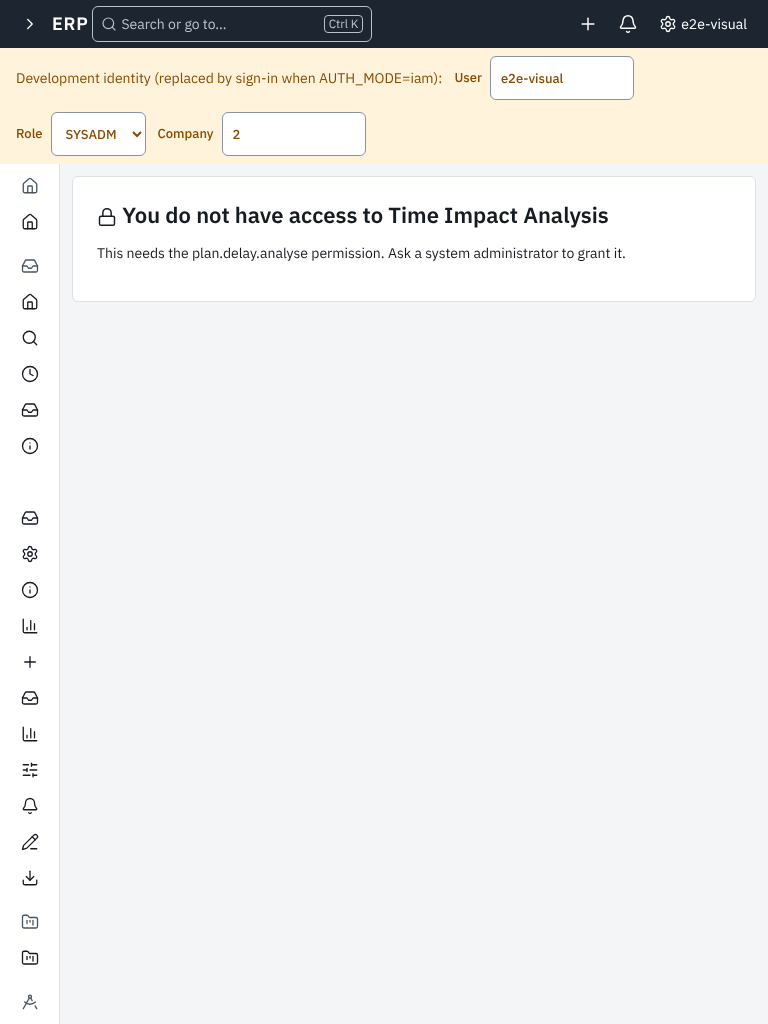 ERP
Search or go to...
Ctrl K
e2e-visual
Development identity (replaced by sign-in when AUTH_MODE=iam):
User
e2e-visual
Role
SYSADM
Company
2
You do not have access to Time Impact Analysis
This needs the plan.delay.analyse permission. Ask a system administrator to grant it.